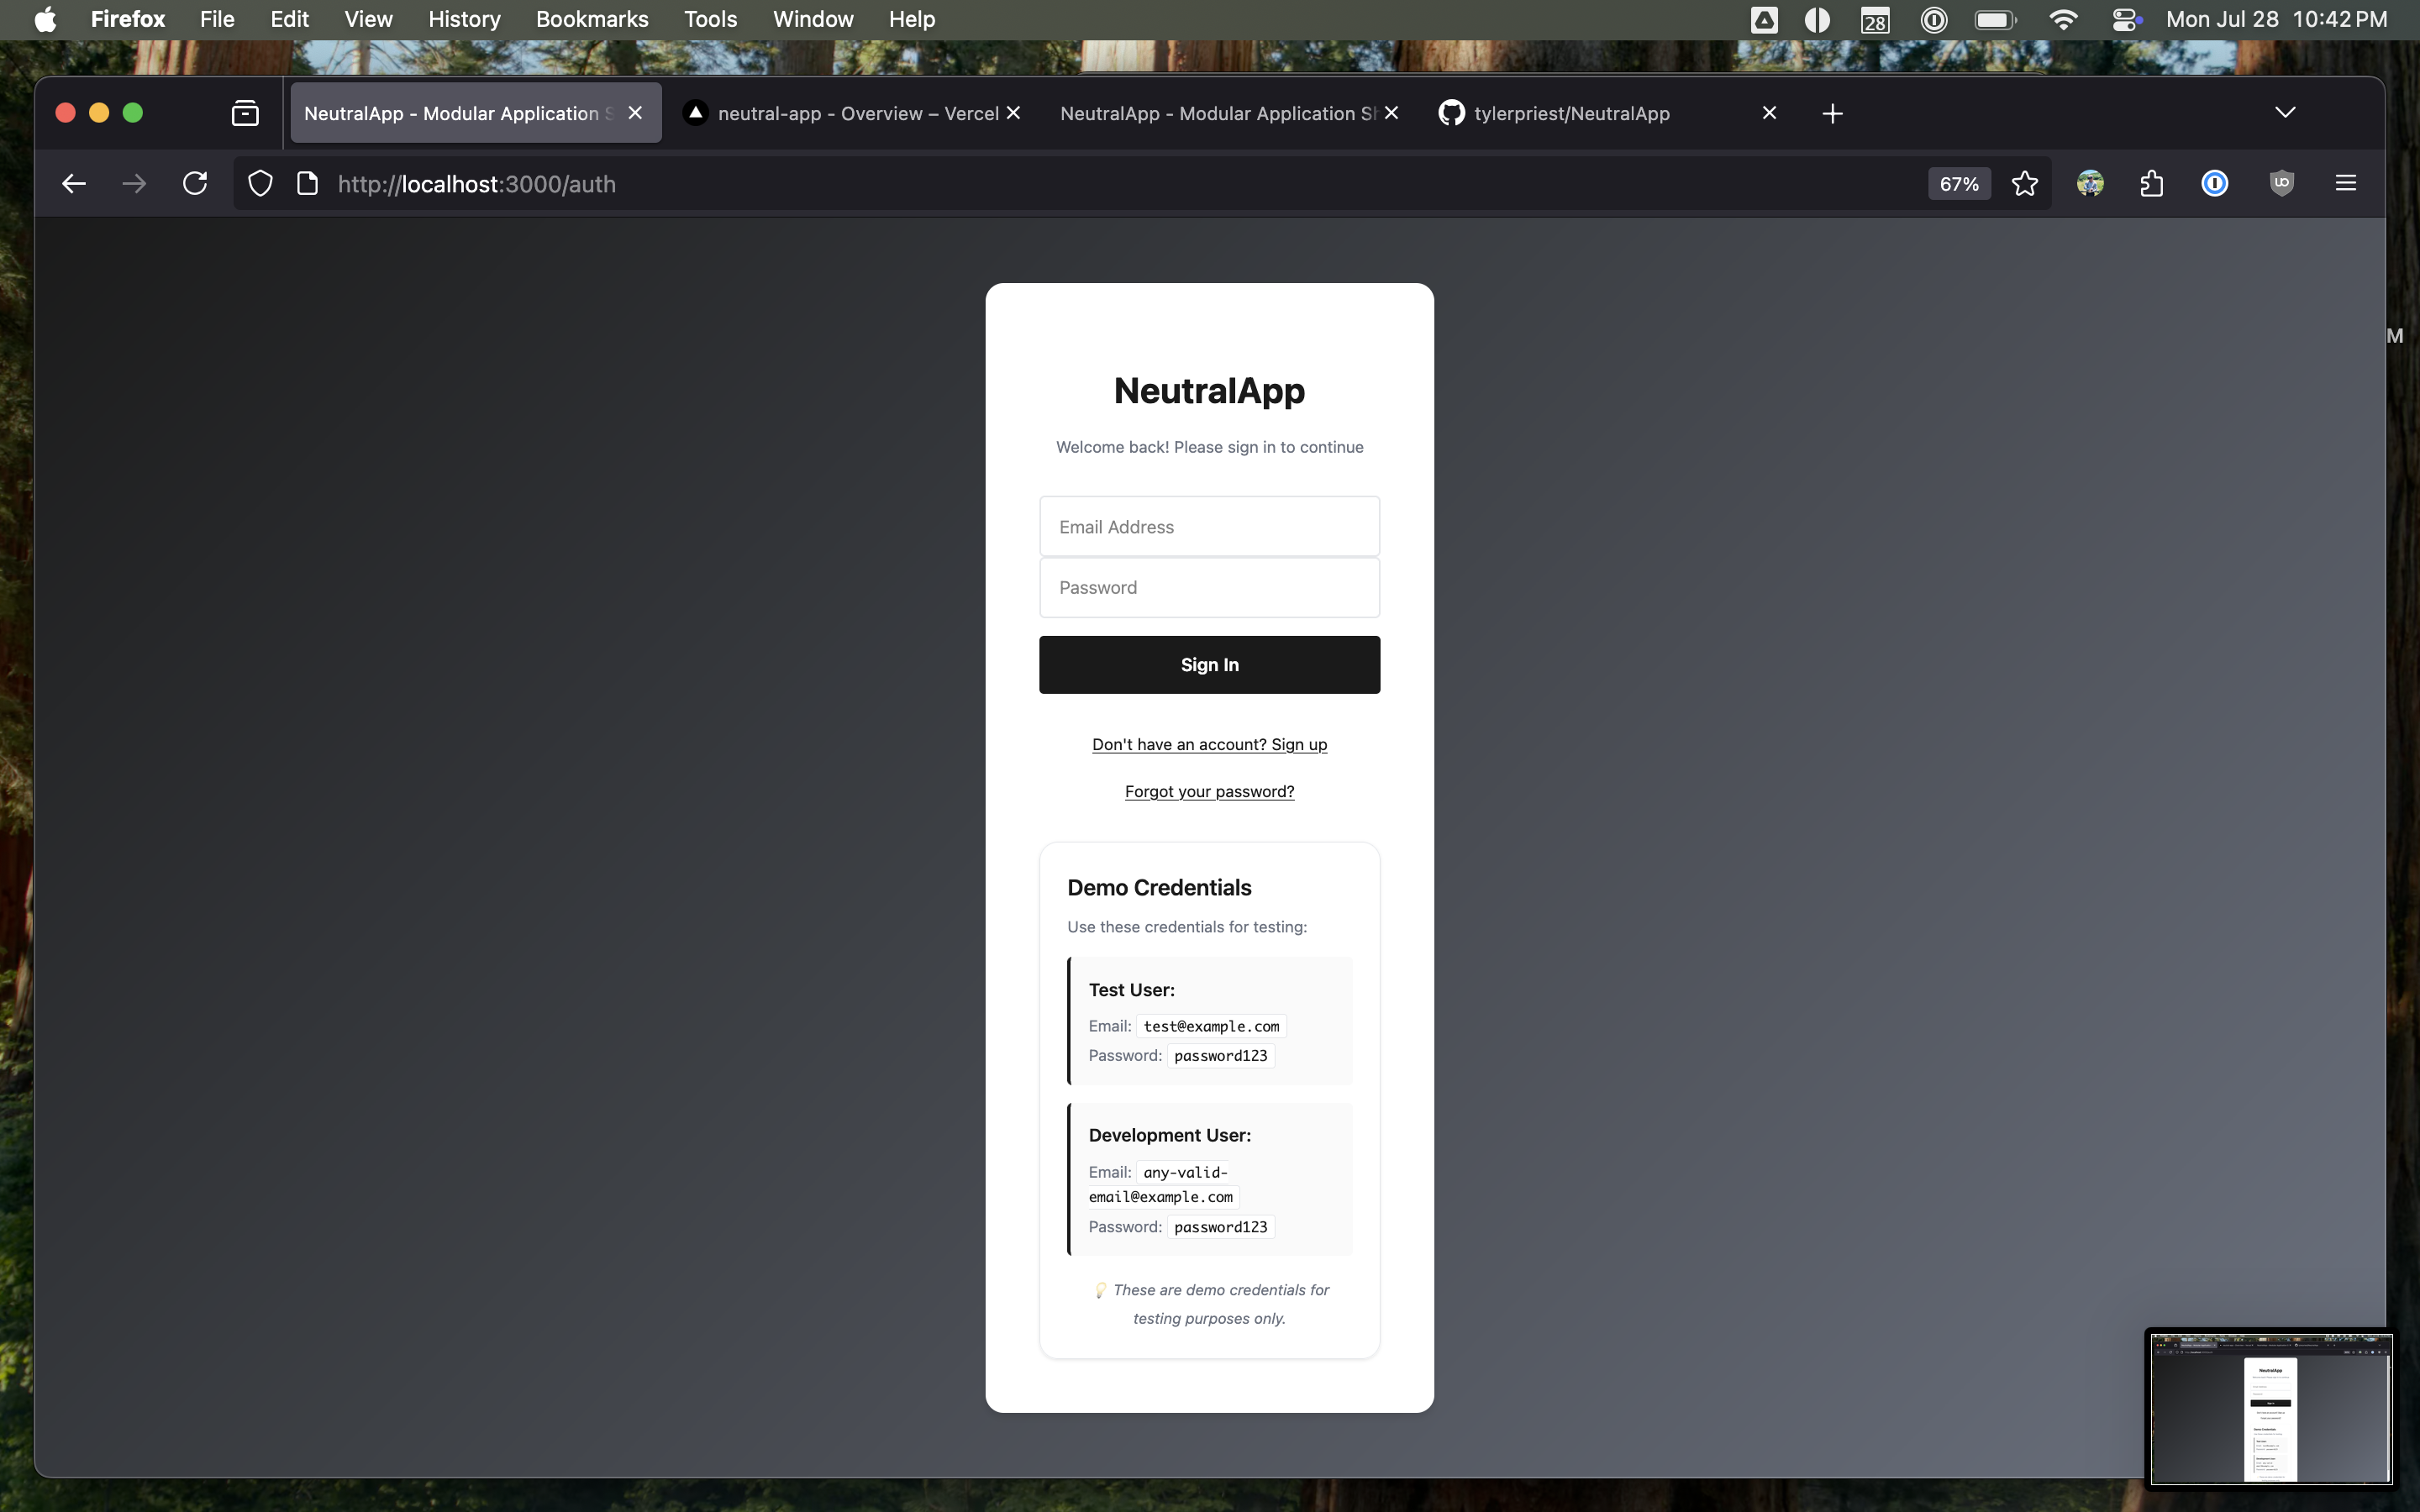 Firefox File Edit View History Bookmarks Tools Window Help 28 Mon Jul 28 10:42 PM
NeutralApp - Modular Application S neutral-app - Overview – Vercel NeutralApp - Modular Application Sh tylerpriest/NeutralApp
http://localhost:3000/auth 67%
M
NeutralApp
Welcome back! Please sign in to continue
Email Address
Password
Sign In
Don't have an account? Sign up
Forgot your password?
Demo Credentials
Use these credentials for testing:
Test User:
Email: test@example.com
Password: password123
Development User:
Email: any-valid-
email@example.com
Password: password123
💡 These are demo credentials for
testing purposes only.